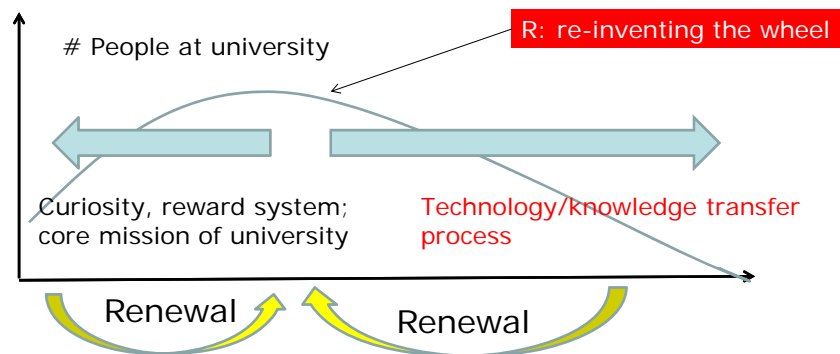 # People at university
R: re-inventing the wheel
Curiosity, reward system;
core mission of university
Technology/knowledge transfer
process
Renewal
Renewal